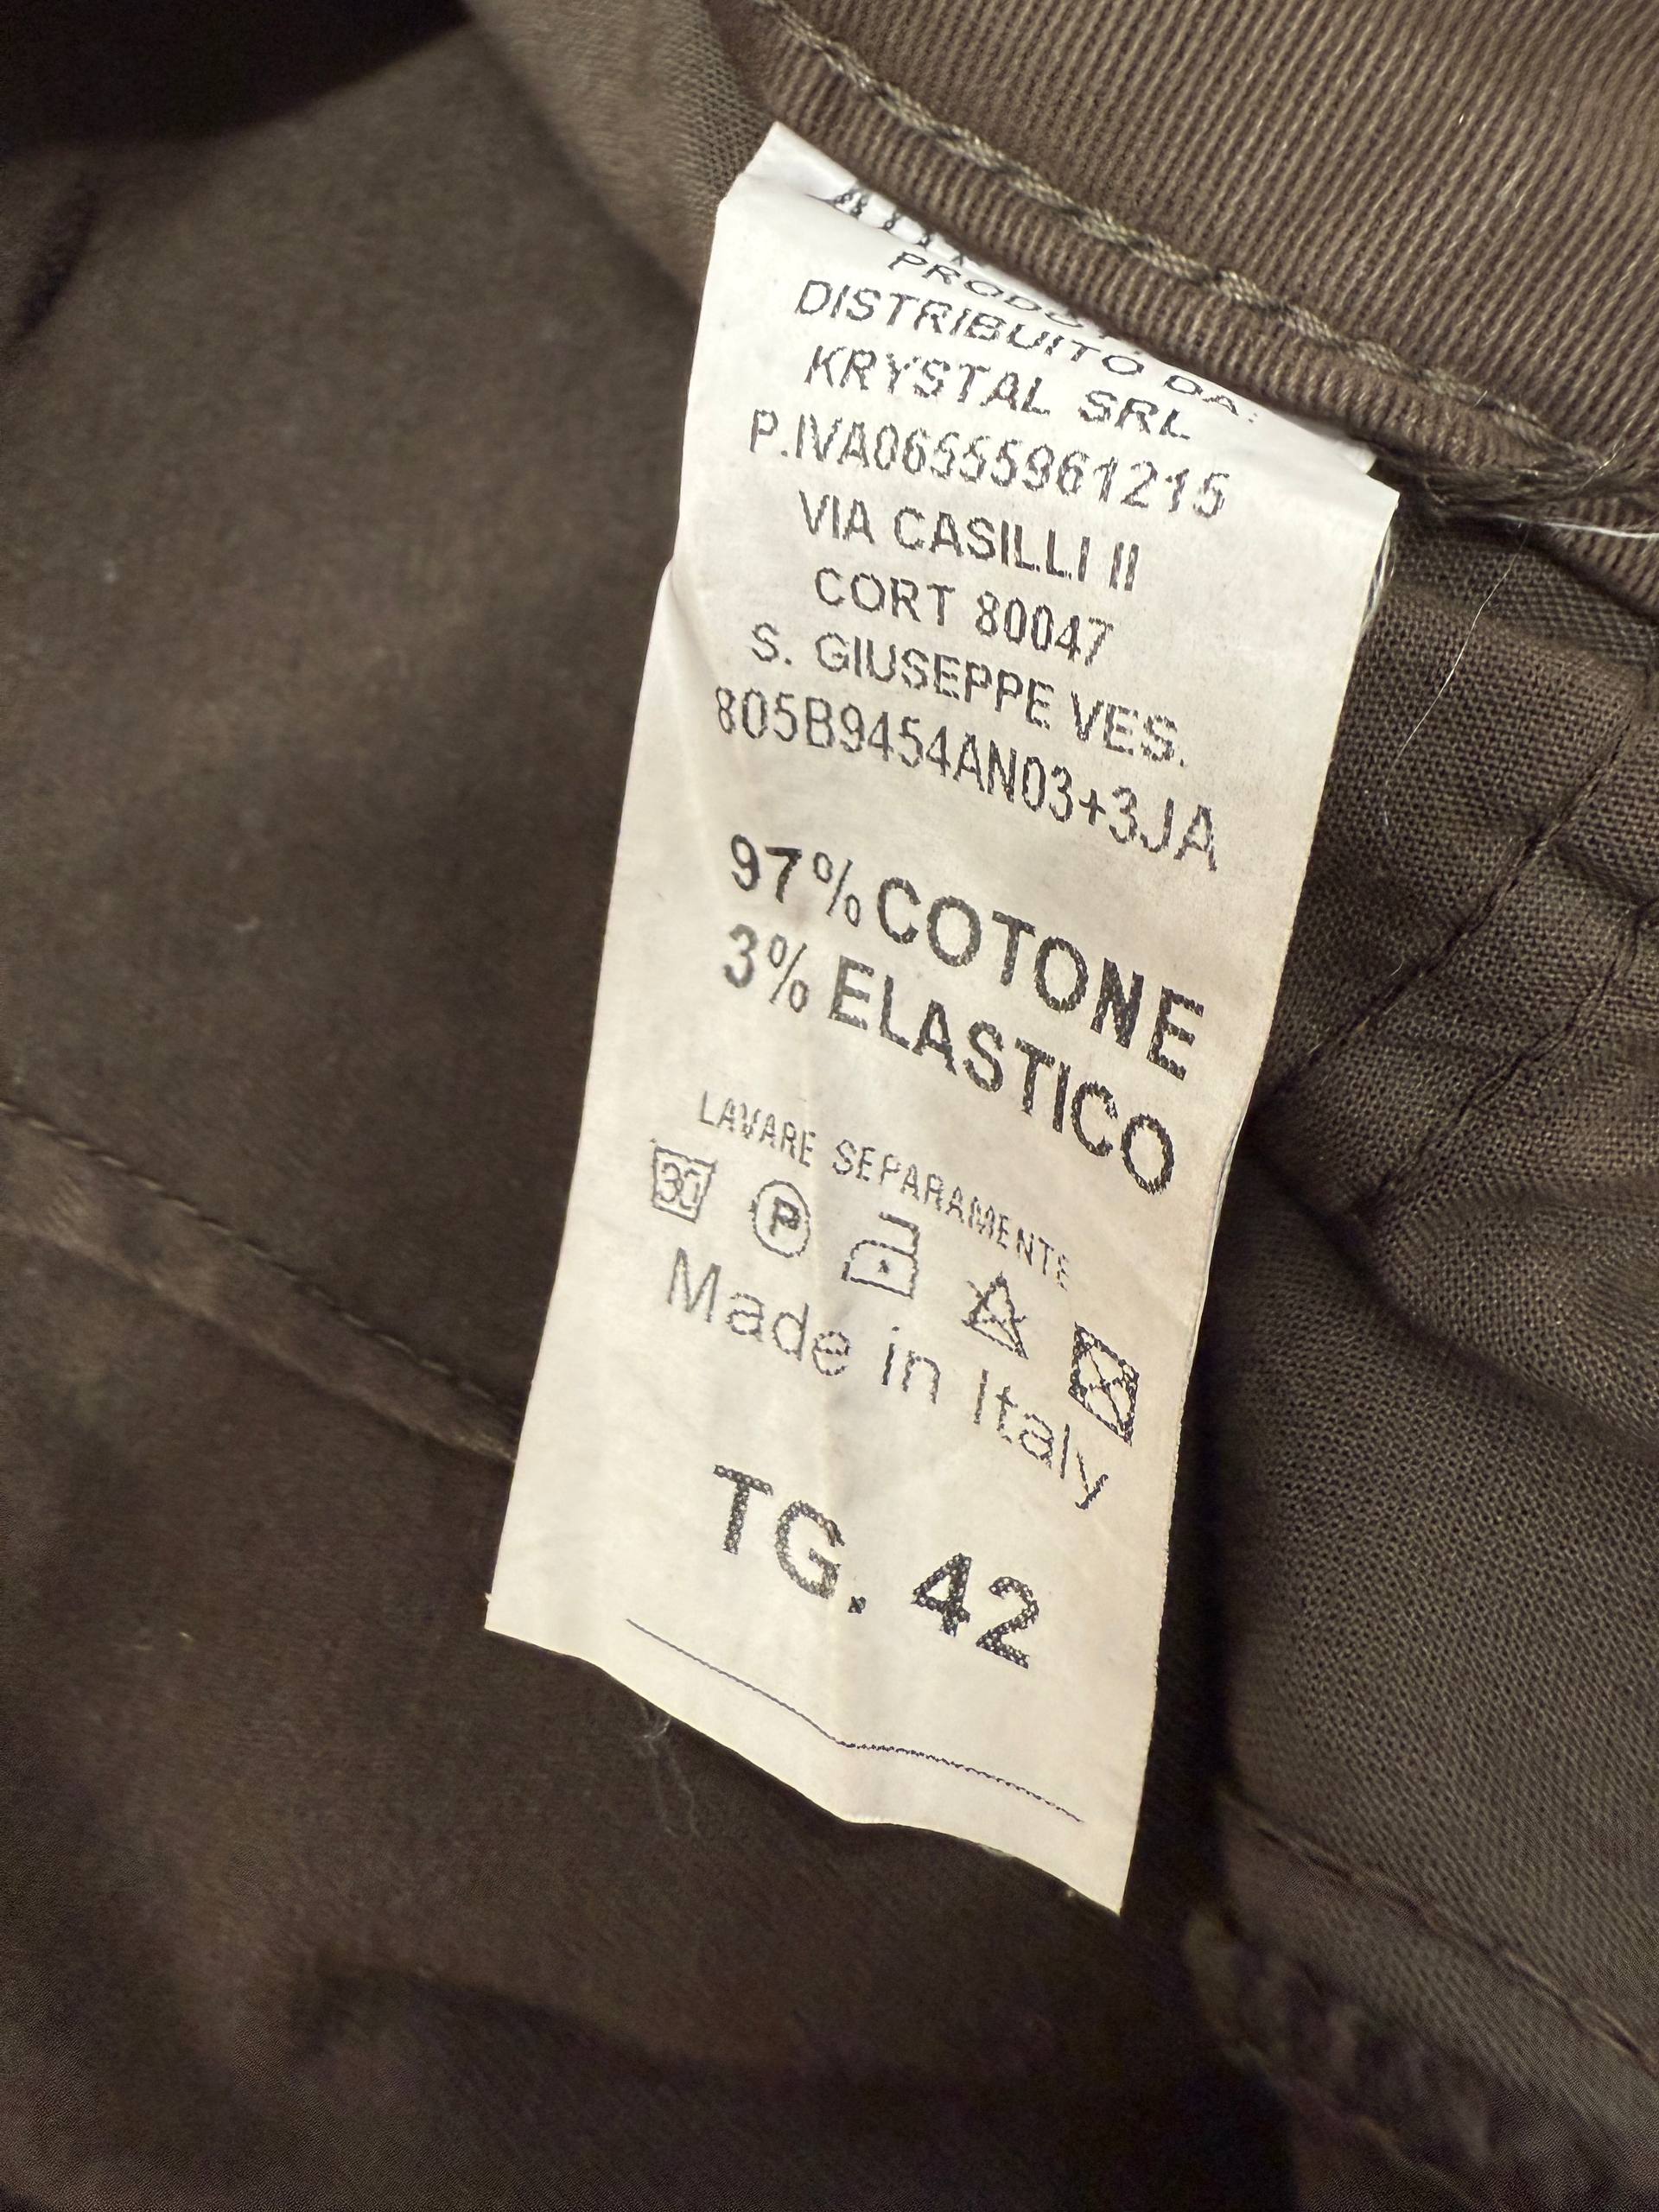 DISTRIBUITO DA:
KRYSTAL SRL
P.IVA06555961215
VIA CASILLI II
CORT 80047
S. GIUSEPPE VES.
805B9454AN03+3JA
97% COTONE
3% ELASTICO
LAVARE SEPARAMENTE
30 P
Made in Italy
TG. 42